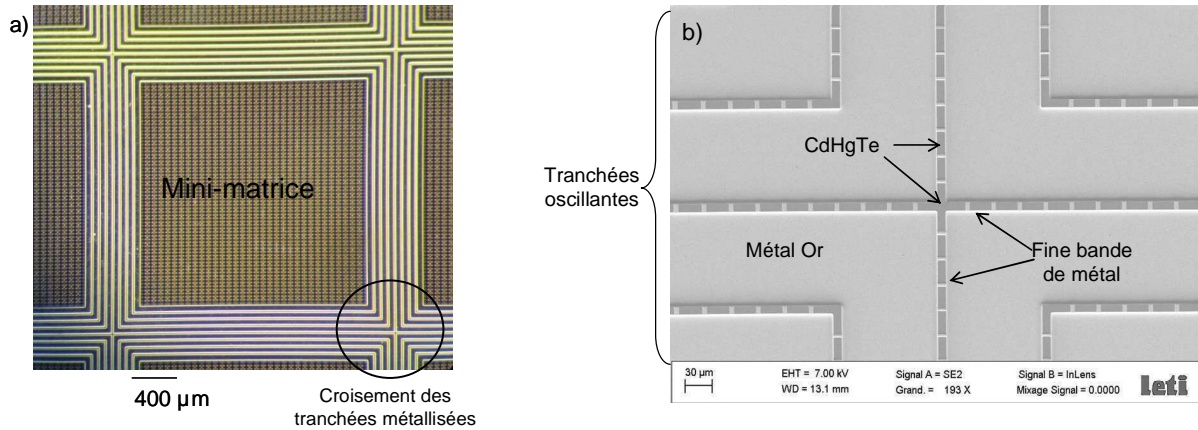 a)
Mini-matrice
400 µm
Croisement des
tranchées métallisées
Tranchées
oscillantes
b)
CdHgTe
Métal Or
Fine bande
de métal
30 µm
EHT = 7.00 kV
WD = 13.1 mm
Signal A = SE2
Grand. = 193 X
Signal B = InLens
Mixage Signal = 0.0000
Leti